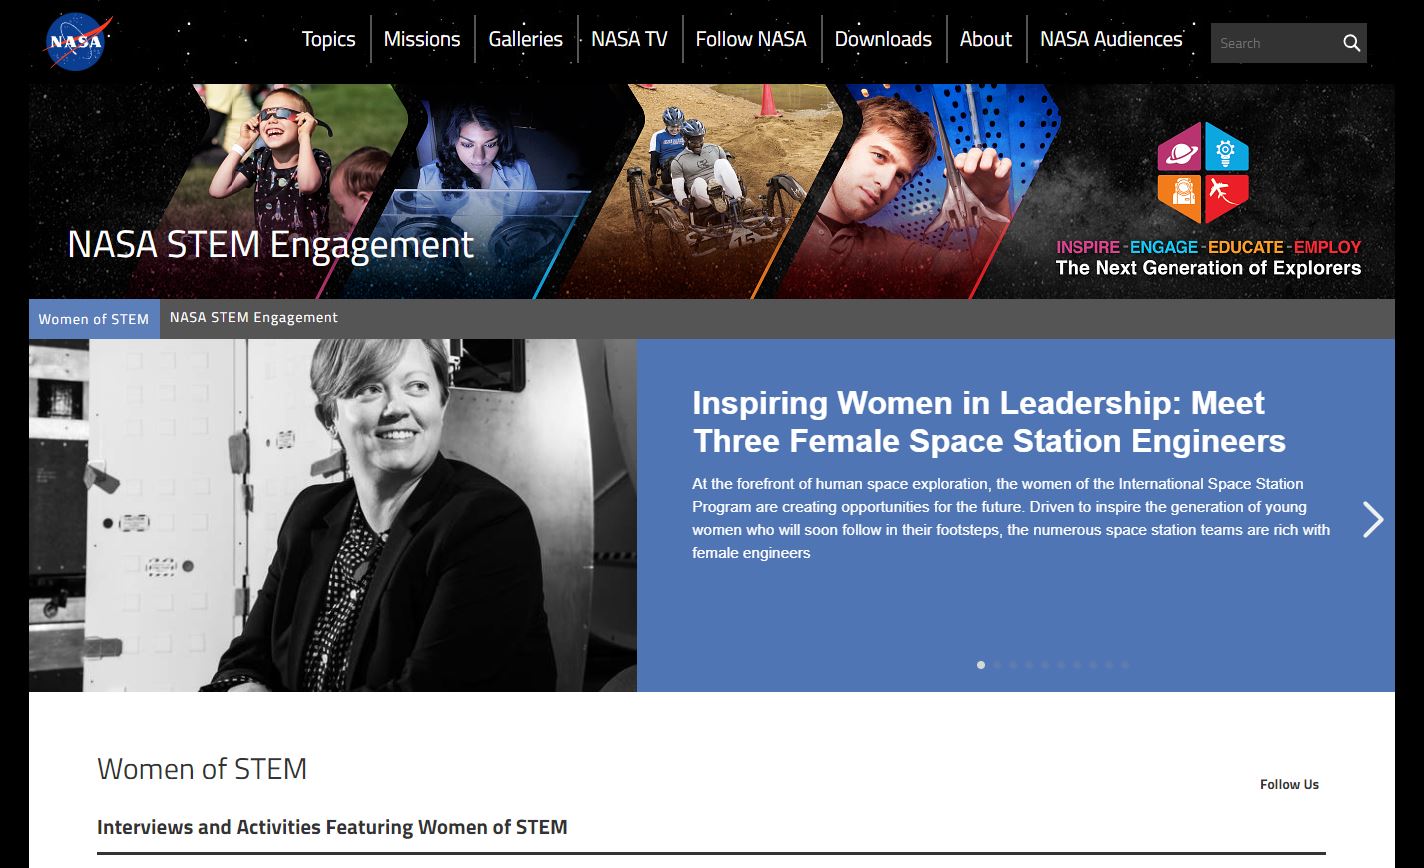 NASA
Topics
Missions
Galleries
NASA TV
Follow NASA
Downloads
About
NASA Audiences
Search
NASA STEM Engagement
75
INSPIRE - ENGAGE - EDUCATE - EMPLOY
The Next Generation of Explorers
Women of STEM
NASA STEM Engagement
Inspiring Women in Leadership: Meet
Three Female Space Station Engineers
At the forefront of human space exploration, the women of the International Space Station
Program are creating opportunities for the future. Driven to inspire the generation of young
women who will soon follow in their footsteps, the numerous space station teams are rich with
female engineers
Women of STEM
Follow Us
Interviews and Activities Featuring Women of STEM